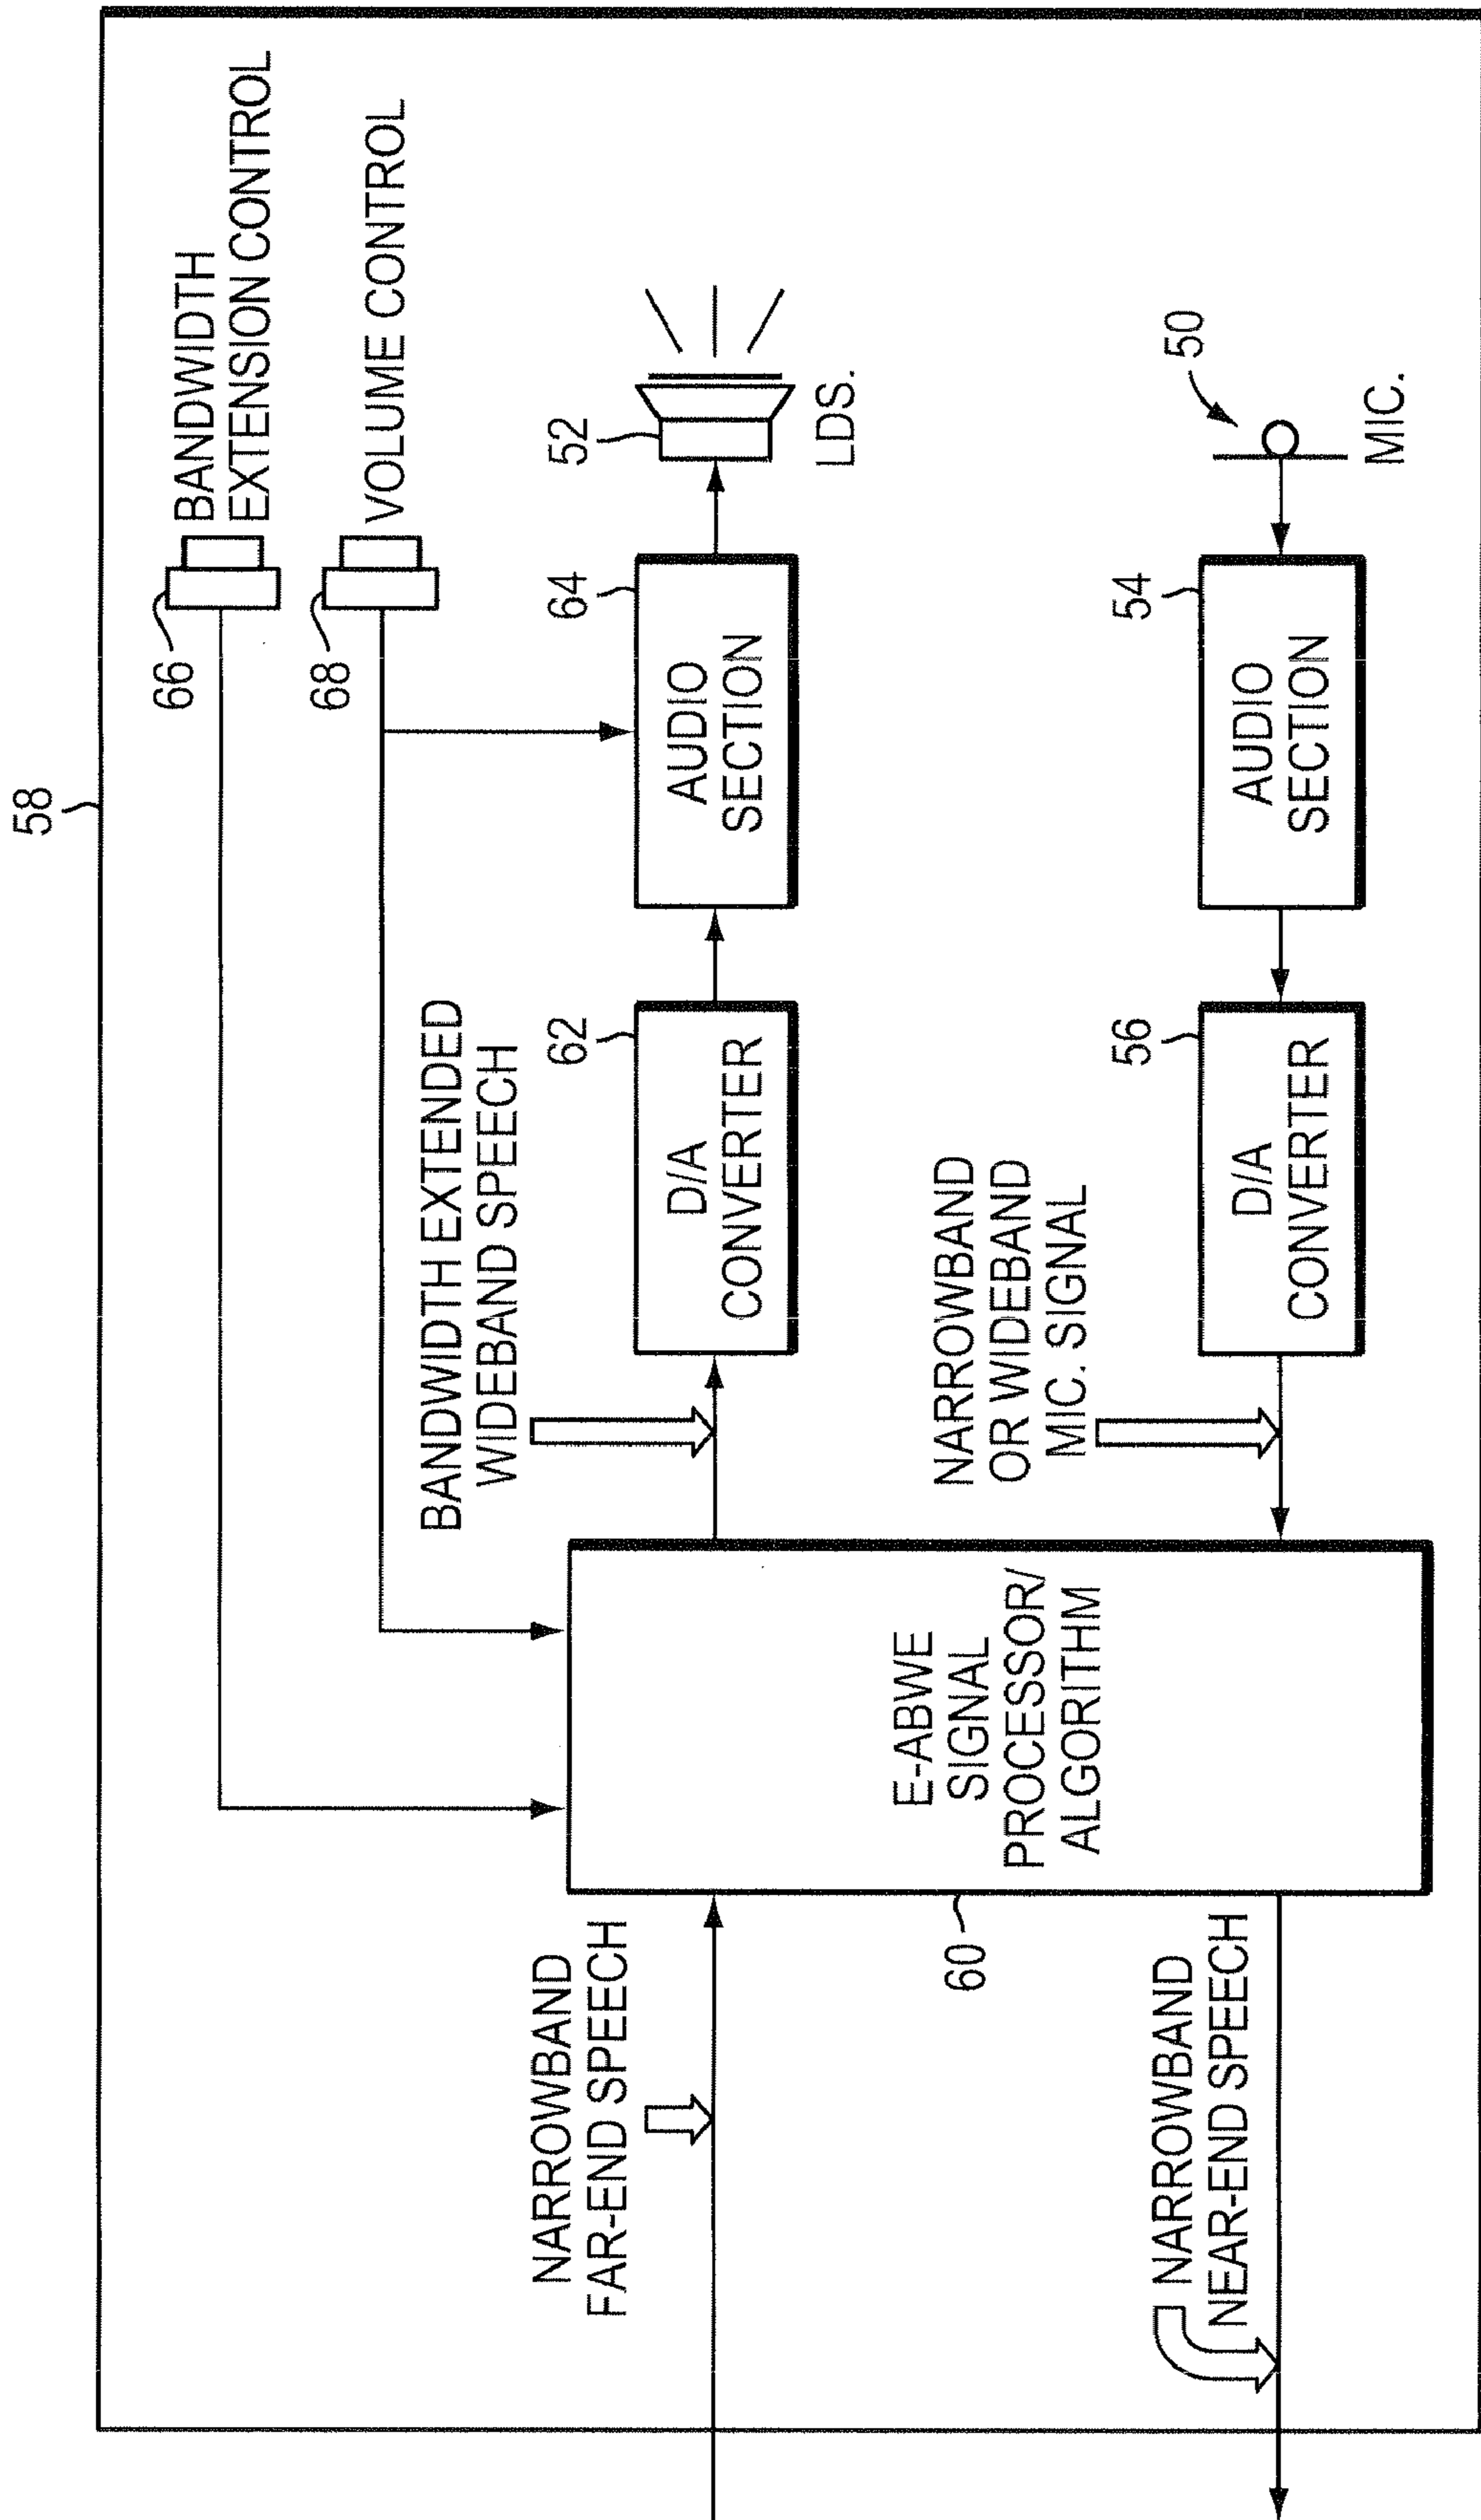 58
66
BANDWIDTH
EXTENSION CONTROL
68
VOLUME CONTROL
BANDWIDTH EXTENDED
WIDEBAND SPEECH
NARROWBAND
FAR-END SPEECH
62
D/A
CONVERTER
64
AUDIO
SECTION
52
LDS.
E-ABWE
SIGNAL
PROCESSOR/
ALGORITHM
60
NARROWBAND
OR WIDEBAND
MIC. SIGNAL
NARROWBAND
NEAR-END SPEECH
56
D/A
CONVERTER
54
AUDIO
SECTION
50
MIC.